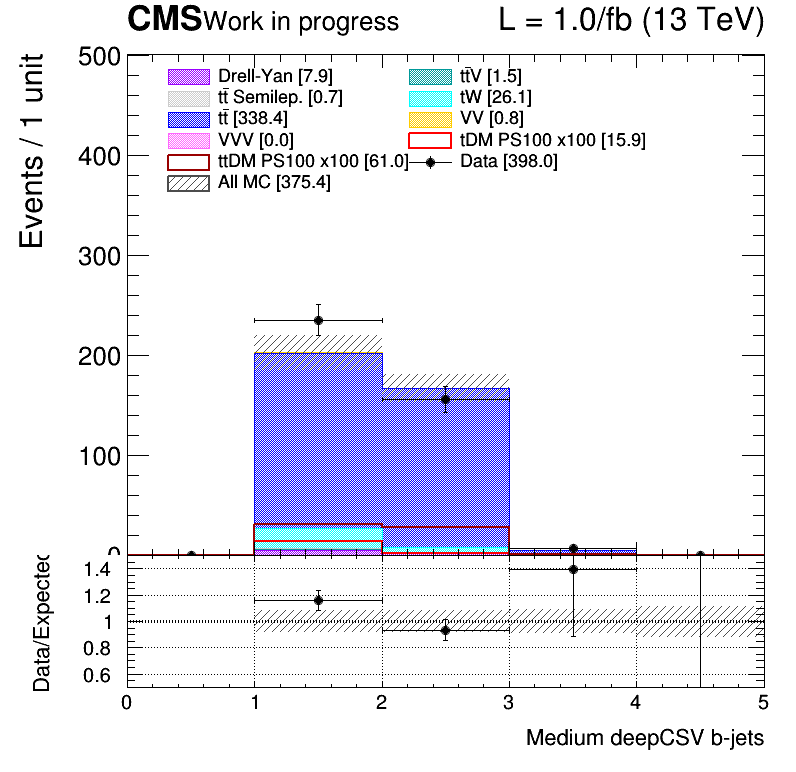 CMS Work in progress L = 1.0/fb (13 TeV)
Events / 1 unit
500
400
300
200
100
0
Drell-Yan [7.9] tt̄V [1.5]
tt̄ Semilep. [0.7] tW [26.1]
tt̄ [338.4] VV [0.8]
VVV [0.0] tDM PS100 x100 [15.9]
ttDM PS100 x100 [61.0] Data [398.0]
All MC [375.4]
Data/Expected
1.4
1.2
1
0.8
0.6
0 1 2 3 4 5
Medium deepCSV b-jets